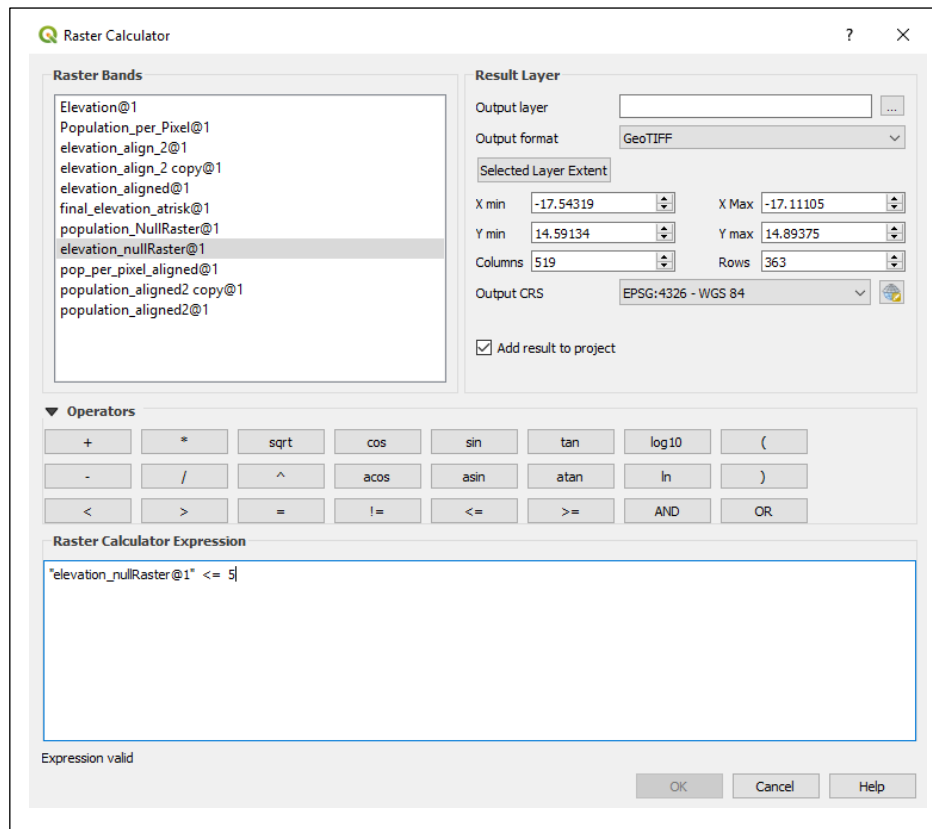 Raster Calculator
?
Raster Bands
Elevation@1
Population_per_Pixel@1
elevation_align_2@1
elevation_align_2 copy@1
elevation_aligned@1
final_elevation_atrisk@1
population_NullRaster@1
elevation_nullRaster@1
pop_per_pixel_aligned@1
population_aligned2 copy@1
population_aligned2@1
Result Layer
Output layer ...
Output format GeoTIFF
Selected Layer Extent
X min -17.54319 X Max -17.11105
Y min 14.59134 Y max 14.89375
Columns 519 Rows 363
Output CRS EPSG:4326 - WGS 84
Add result to project
Operators
+ * sqrt cos sin tan log10 (
- / ^ acos asin atan ln )
< > = != <= >= AND OR
Raster Calculator Expression
"elevation_nullRaster@1" <= 5
Expression valid
OK Cancel Help